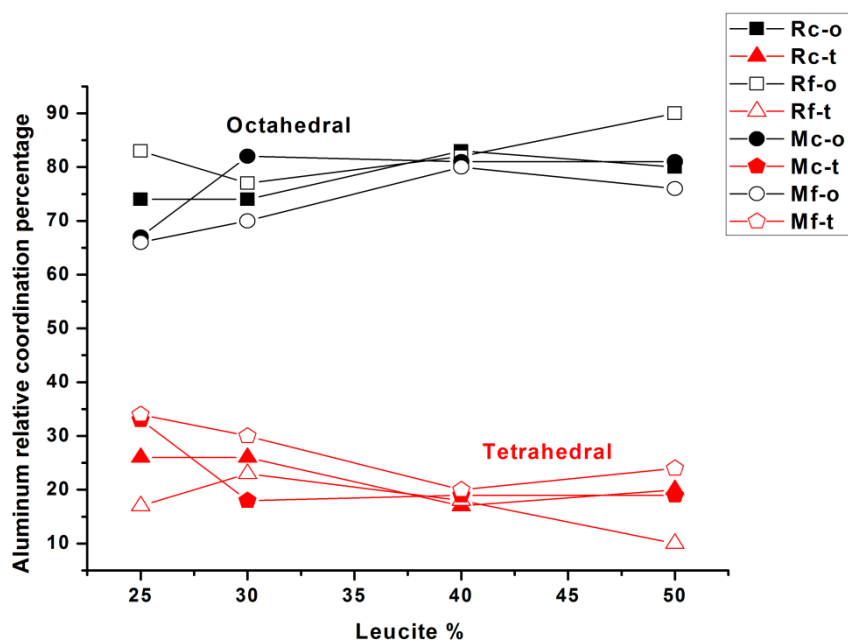 Rc-o
Rc-t
Rf-o
Rf-t
Mc-o
Mc-t
Mf-o
Mf-t
Octahedral
Tetrahedral
Aluminum relative coordination percentage
90
80
70
60
50
40
30
20
10
25 30 35 40 45 50
Leucite %